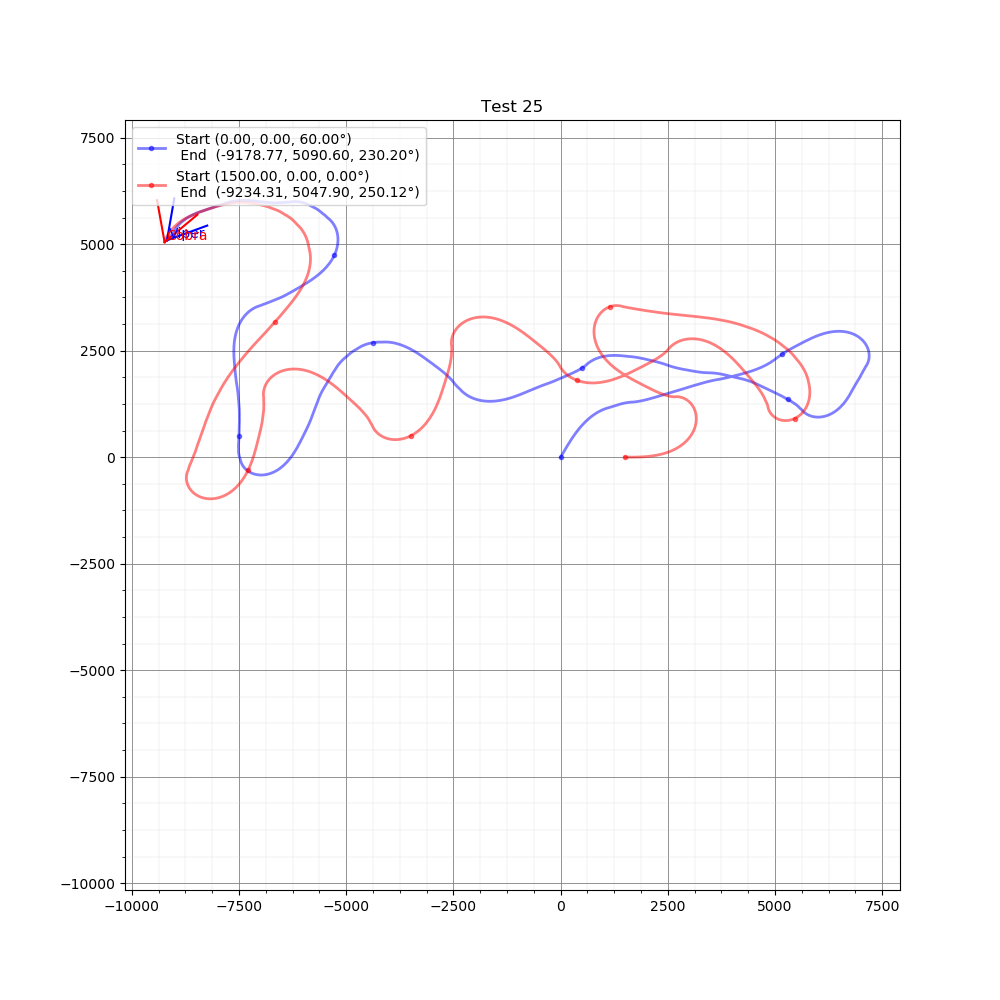 Test 25
Start (0.00, 0.00, 60.00°)
End (-9178.77, 5090.60, 230.20°)
Start (1500.00, 0.00, 0.00°)
End (-9234.31, 5047.90, 250.12°)
7500
5000
2500
0
−2500
−5000
−7500
−10000
−10000 −7500 −5000 −2500 0 2500 5000 7500